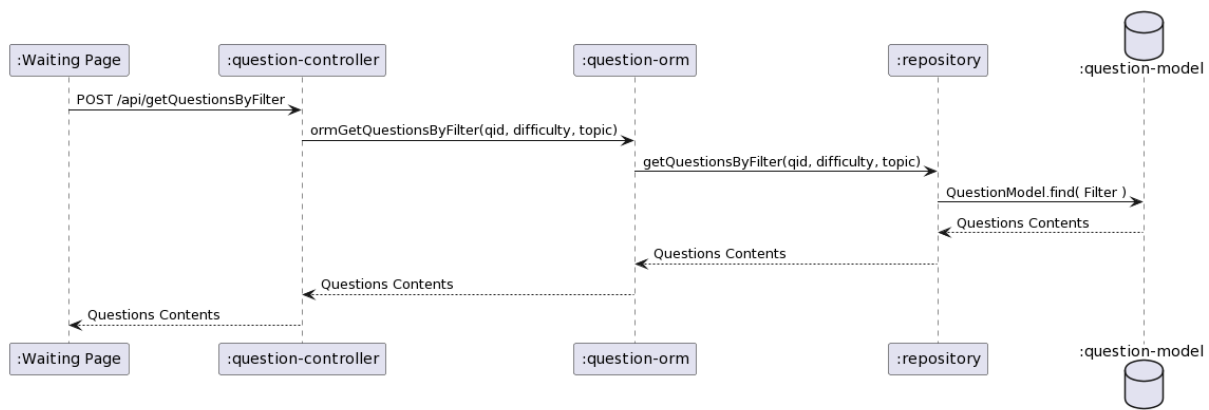 :Waiting Page
:question-controller
:question-orm
:repository
:question-model
POST /api/getQuestionsByFilter
ormGetQuestionsByFilter(qid, difficulty, topic)
getQuestionsByFilter(qid, difficulty, topic)
QuestionModel.find( Filter )
Questions Contents
Questions Contents
Questions Contents
Questions Contents
:Waiting Page
:question-controller
:question-orm
:repository
:question-model